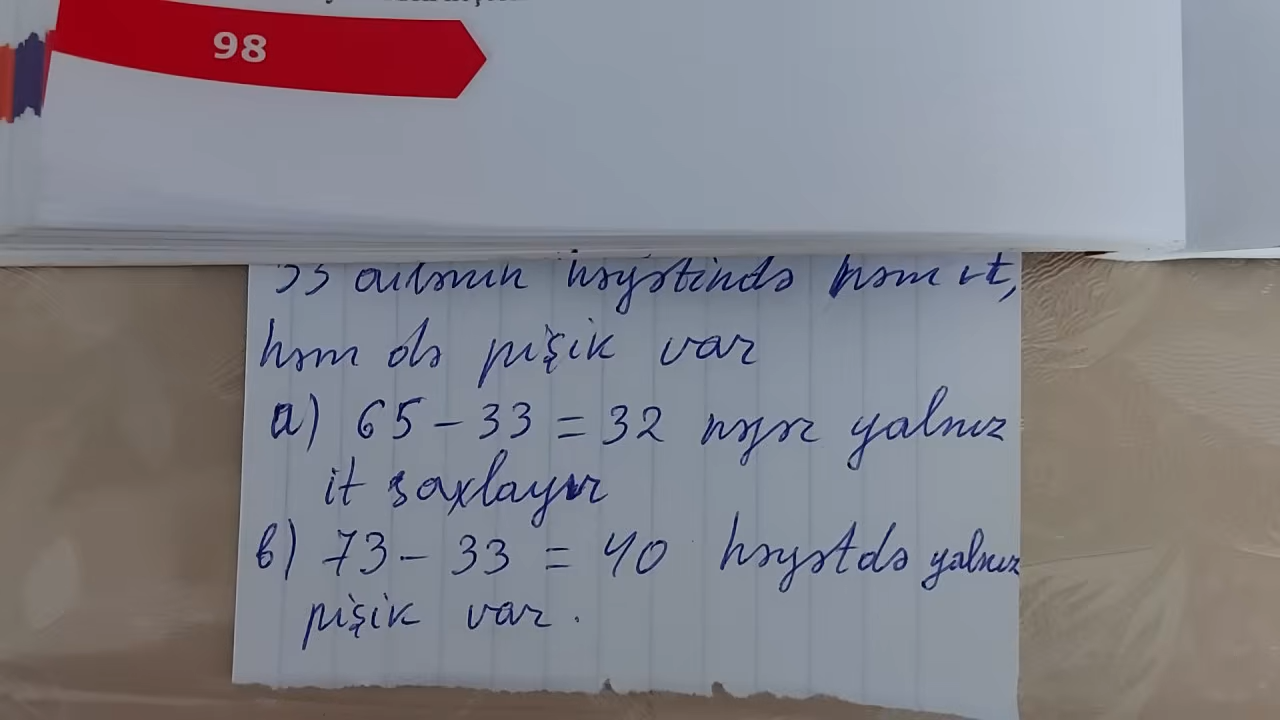 98
33 ailənin həyətində həm it,
həm də pişik var
a) 65 - 33 = 32 nəfər yalnız
it saxlayır
b) 73 - 33 = 40 həyətdə yalnız
pişik var.